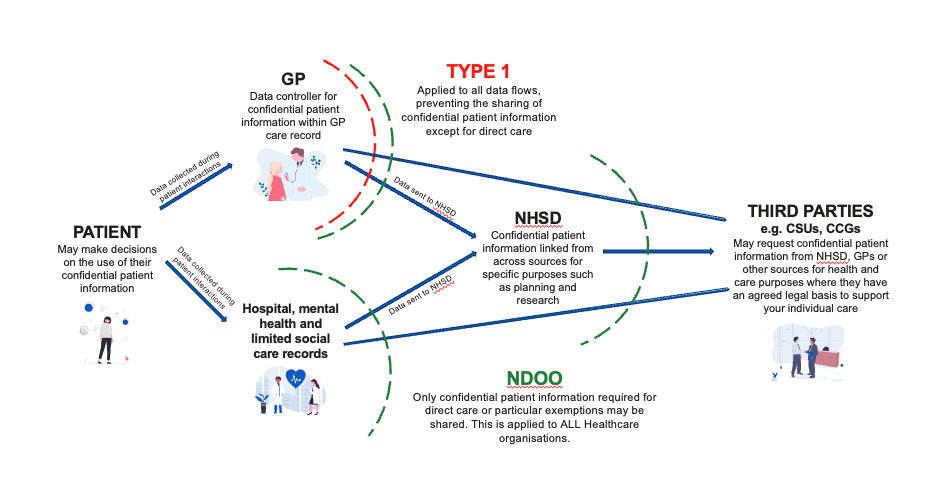 GP
Data controller for
confidential patient
information within GP
care record
TYPE 1
Applied to all data flows,
preventing the sharing of
confidential patient information
except for direct care
Data collected during
patient interactions
PATIENT
May make decisions
on the use of their
confidential patient
information
Data collected during
patient interactions
Data sent to NHSD
NHSD
Confidential patient
information linked from
across sources for
specific purposes such
as planning and
research
Data sent to NHSD
THIRD PARTIES
e.g. CSUs, CCGs
May request confidential patient
information from NHSD, GPs or
other sources for health and
care purposes where they have
an agreed legal basis to support
your individual care
Hospital, mental
health and
limited social
care records
NDOO
Only confidential patient information required for
direct care or particular exemptions may be
shared. This is applied to ALL Healthcare
organisations.